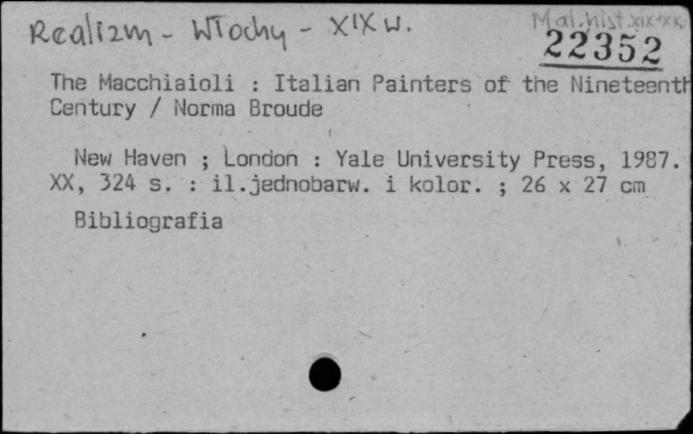 Realizm - Włochy - XIX w.
Mal. hist. XIX-XX
22352
The Macchiaioli : Italian Painters of the Nineteenth
Century / Norma Broude
New Haven ; London : Yale University Press, 1987.
XX, 324 s. : il.jednobarw. i kolor. ; 26 x 27 cm
Bibliografia